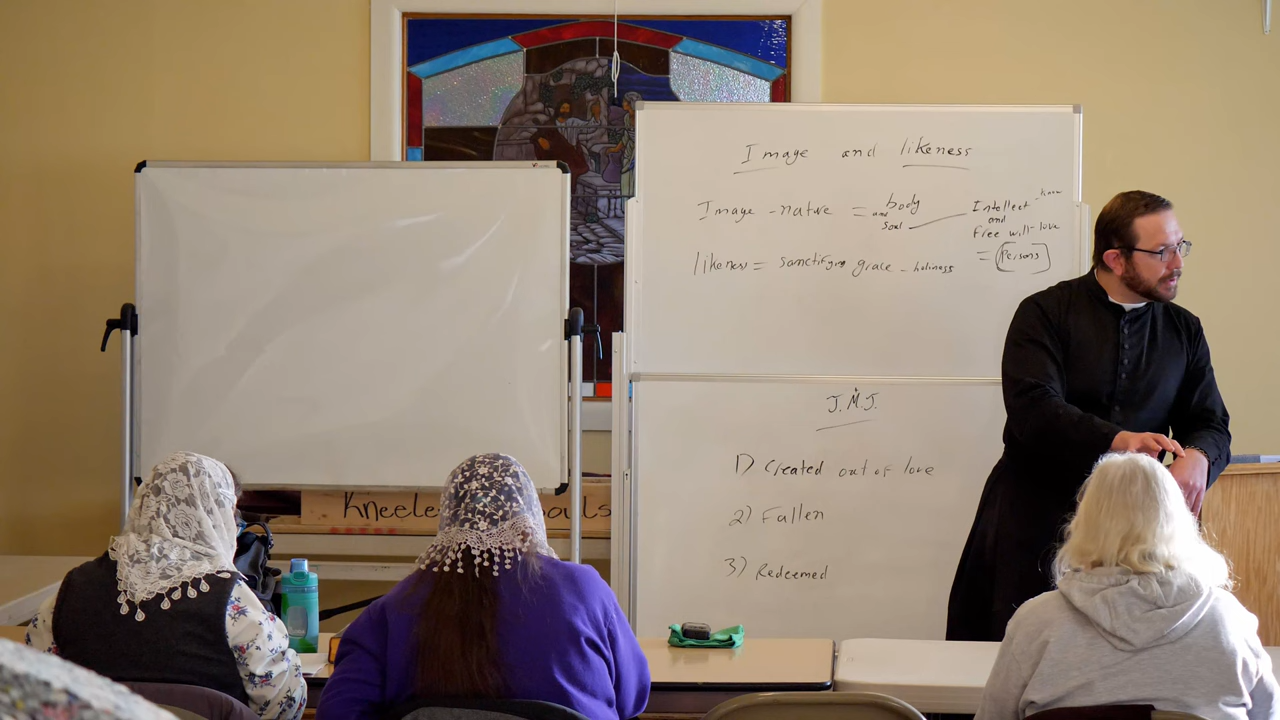 Image and likeness
Image - nature = body and soul
Intellect - know
and
Free will - love
= Persons
likeness = sanctifying grace - holiness
J.M.J.
1) Created out of love
2) Fallen
3) Redeemed
Kneele
ouls